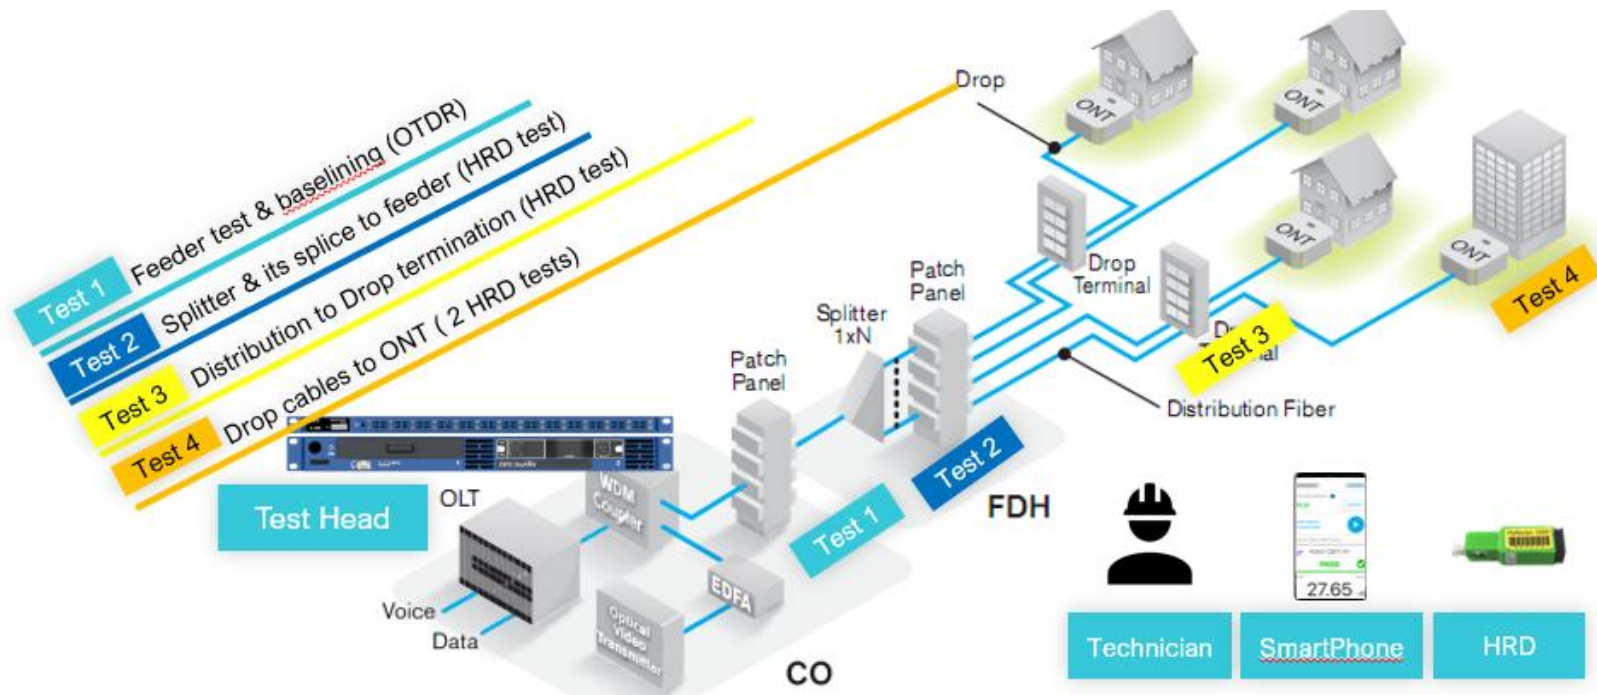 Test 1 Feeder test & baselining (OTDR)
Test 2 Splitter & its splice to feeder (HRD test)
Test 3 Distribution to Drop termination (HRD test)
Test 4 Drop cables to ONT ( 2 HRD tests)
Test Head
OLT
WDM
Coupler
Voice
Data
Optical
Video
Transmitter
EDFA
CO
Patch
Panel
Test 1
Splitter
1xN
Patch
Panel
Test 2
FDH
Drop
ONT
ONT
ONT
ONT
Drop
Terminal
Test 3
Test 4
Distribution Fiber
PASS
27.65
Technician
SmartPhone
HRD